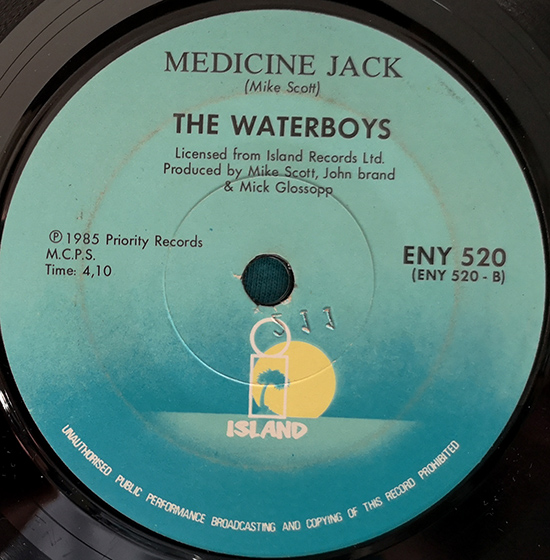 MEDICINE JACK
(Mike Scott)
THE WATERBOYS
Licensed from Island Records Ltd.
Produced by Mike Scott, John brand
& Mick Glossopp
℗ 1985 Priority Records
M.C.P.S.
Time: 4,10
ENY 520
(ENY 520 - B)
ISLAND
UNAUTHORISED PUBLIC PERFORMANCE BROADCASTING AND COPYING OF THIS RECORD PROHIBITED